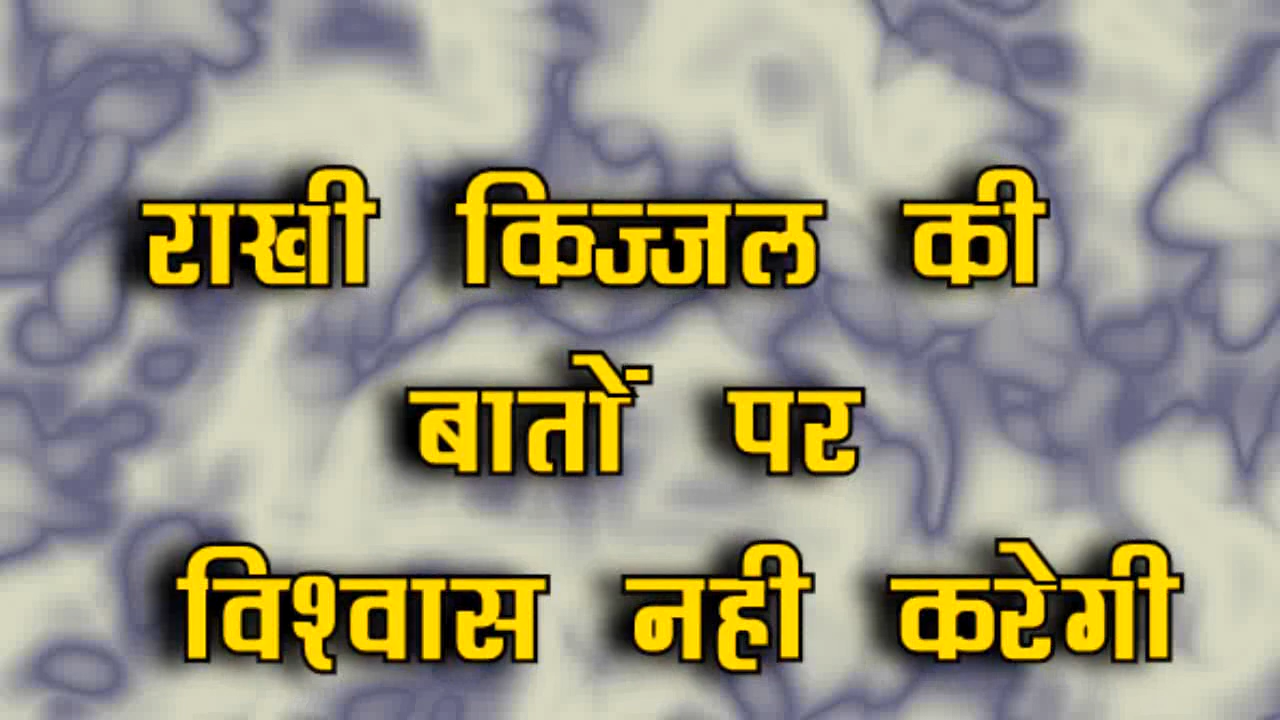 राखी किज्जल की
बातों पर
विश्वास नही करेगी